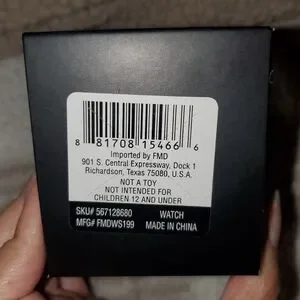 8 81708 15466 6
Imported by FMD
901 S. Central Expressway, Dock 1
Richardson, Texas 75080, U.S.A.
NOT A TOY
NOT INTENDED FOR
CHILDREN 12 AND UNDER
SKU# 567128680 WATCH
MFG# FMDWS199 MADE IN CHINA